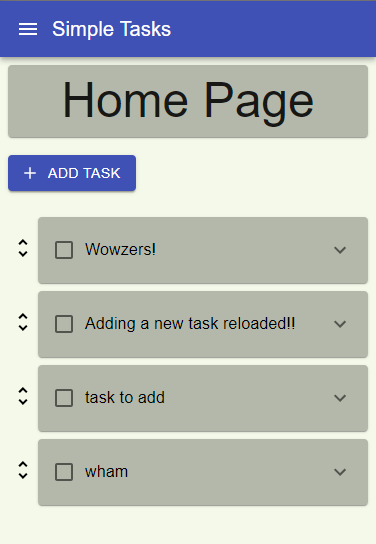 Simple Tasks
Home Page
ADD TASK
Wowzers!
Adding a new task reloaded!!
task to add
wham